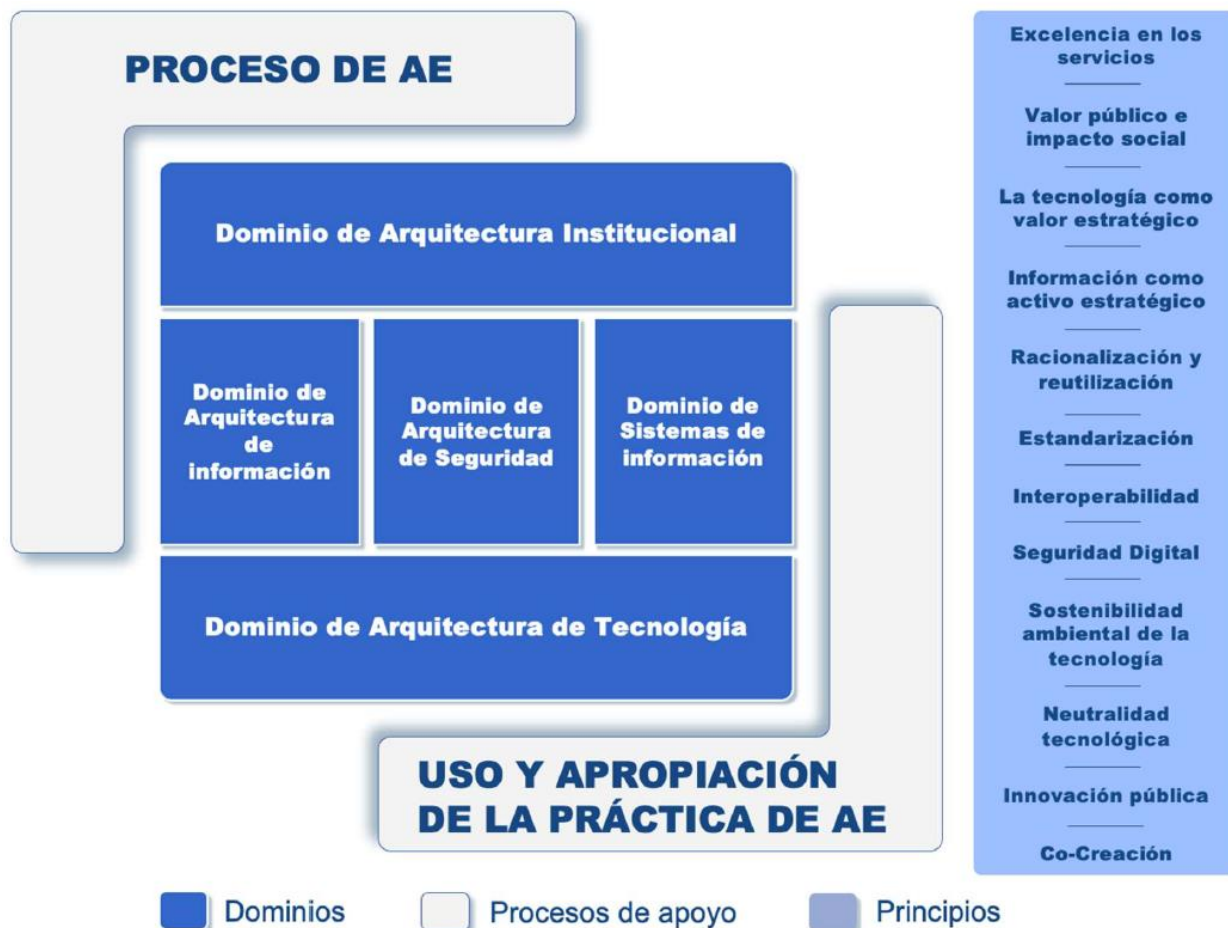 PROCESO DE AE
Dominio de Arquitectura Institucional
Dominio de
Arquitectura
de
información
Dominio de
Arquitectura
de Seguridad
Dominio de
Sistemas de
información
Dominio de Arquitectura de Tecnología
USO Y APROPIACIÓN
DE LA PRÁCTICA DE AE
Excelencia en los
servicios
Valor público e
impacto social
La tecnología como
valor estratégico
Información como
activo estratégico
Racionalización y
reutilización
Estandarización
Interoperabilidad
Seguridad Digital
Sostenibilidad
ambiental de la
tecnología
Neutralidad
tecnológica
Innovación pública
Co-Creación
Dominios
Procesos de apoyo
Principios